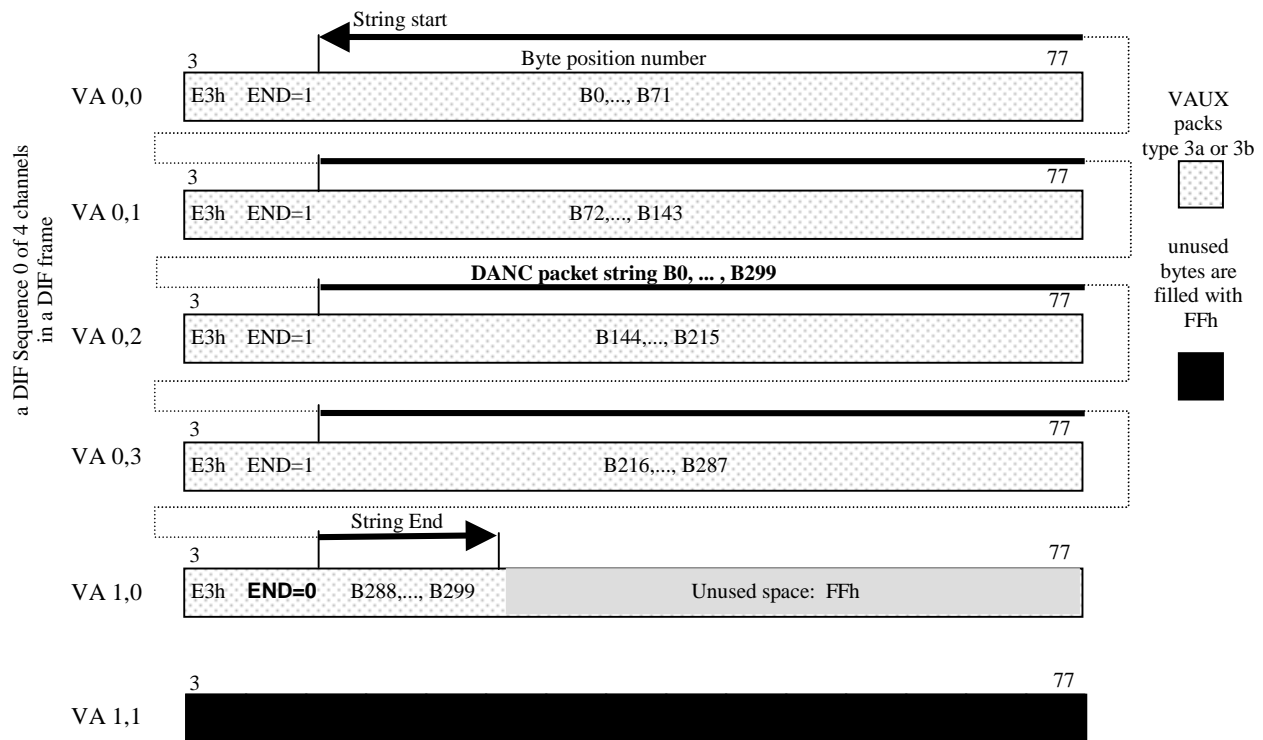 String start
3 Byte position number 77
VA 0,0 E3h END=1 B0,..., B71
3 77
VA 0,1 E3h END=1 B72,..., B143
DANC packet string B0, ... , B299
3 77
VA 0,2 E3h END=1 B144,..., B215
3 77
VA 0,3 E3h END=1 B216,..., B287
String End
3 77
VA 1,0 E3h END=0 B288,..., B299 Unused space: FFh
3 77
VA 1,1
a DIF Sequence 0 of 4 channels
in a DIF frame
VAUX
packs
type 3a or 3b
unused
bytes are
filled with
FFh